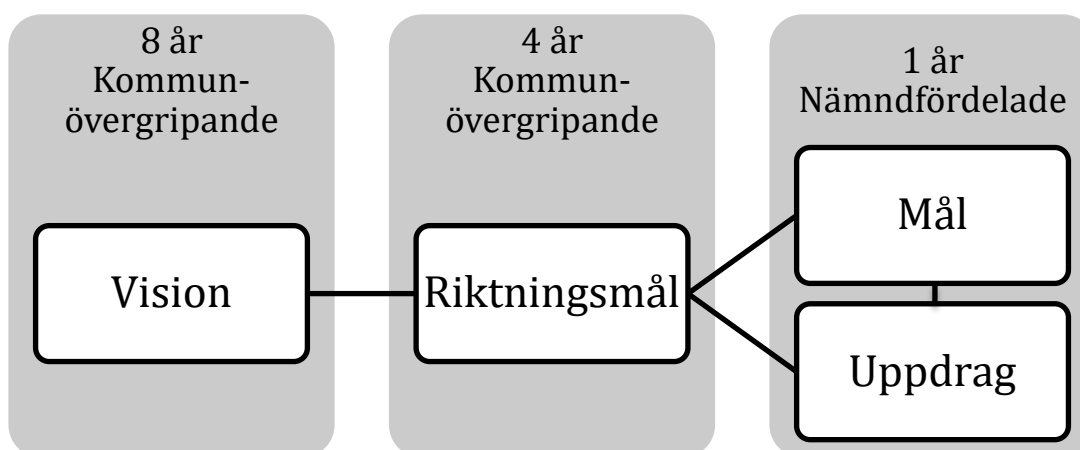 8 år
Kommun-
övergripande
Vision
4 år
Kommun-
övergripande
Riktningsmål
1 år
Nämndfördelade
Mål
Uppdrag